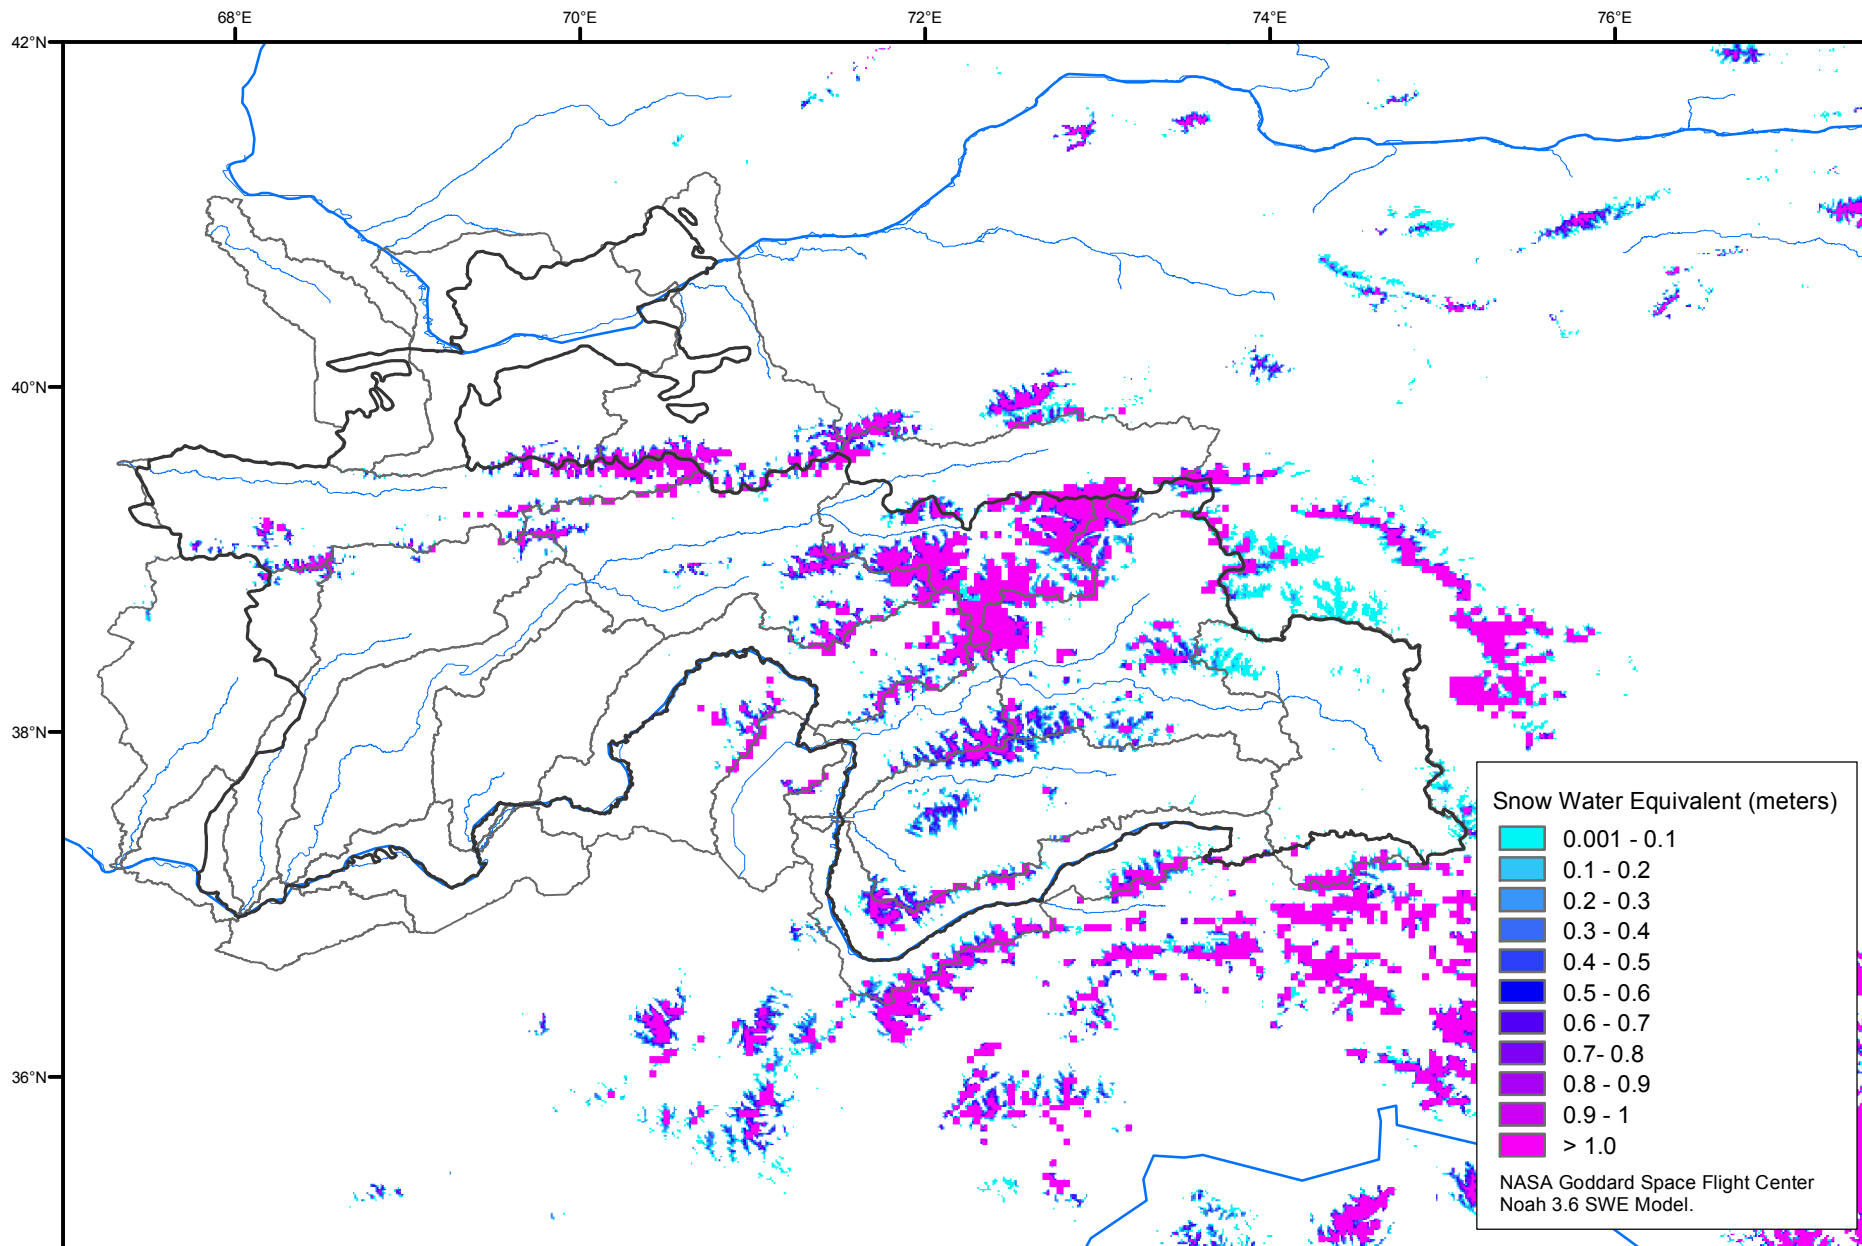 68°E 70°E 72°E 74°E 76°E
42°N
40°N
38°N
36°N
Snow Water Equivalent (meters)
0.001 - 0.1
0.1 - 0.2
0.2 - 0.3
0.3 - 0.4
0.4 - 0.5
0.5 - 0.6
0.6 - 0.7
0.7- 0.8
0.8 - 0.9
0.9 - 1
> 1.0
NASA Goddard Space Flight Center
Noah 3.6 SWE Model.